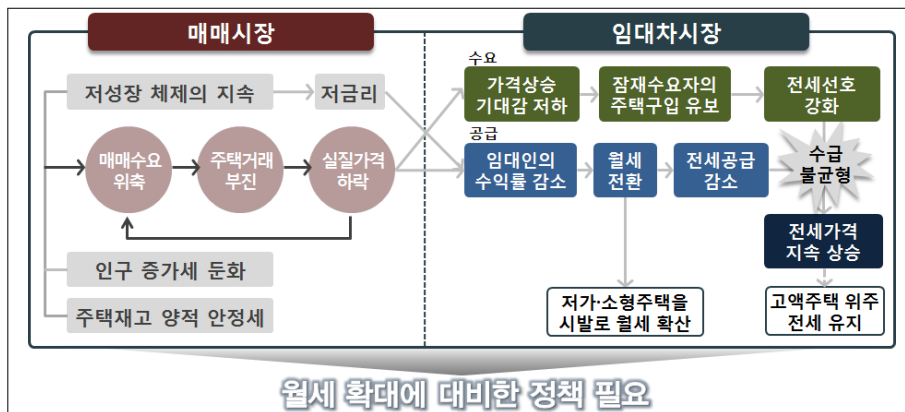 매매시장
저성장 체제의 지속
저금리
매매수요
위축
주택거래
부진
실질가격
하락
인구 증가세 둔화
주택재고 양적 안정세
임대차시장
수요
가격상승
기대감 저하
잠재수요자의
주택구입 유보
전세선호
강화
공급
임대인의
수익률 감소
월세
전환
전세공급
감소
수급
불균형
전세가격
지속 상승
저가·소형주택을
시발로 월세 확산
고액주택 위주
전세 유지
월세 확대에 대비한 정책 필요